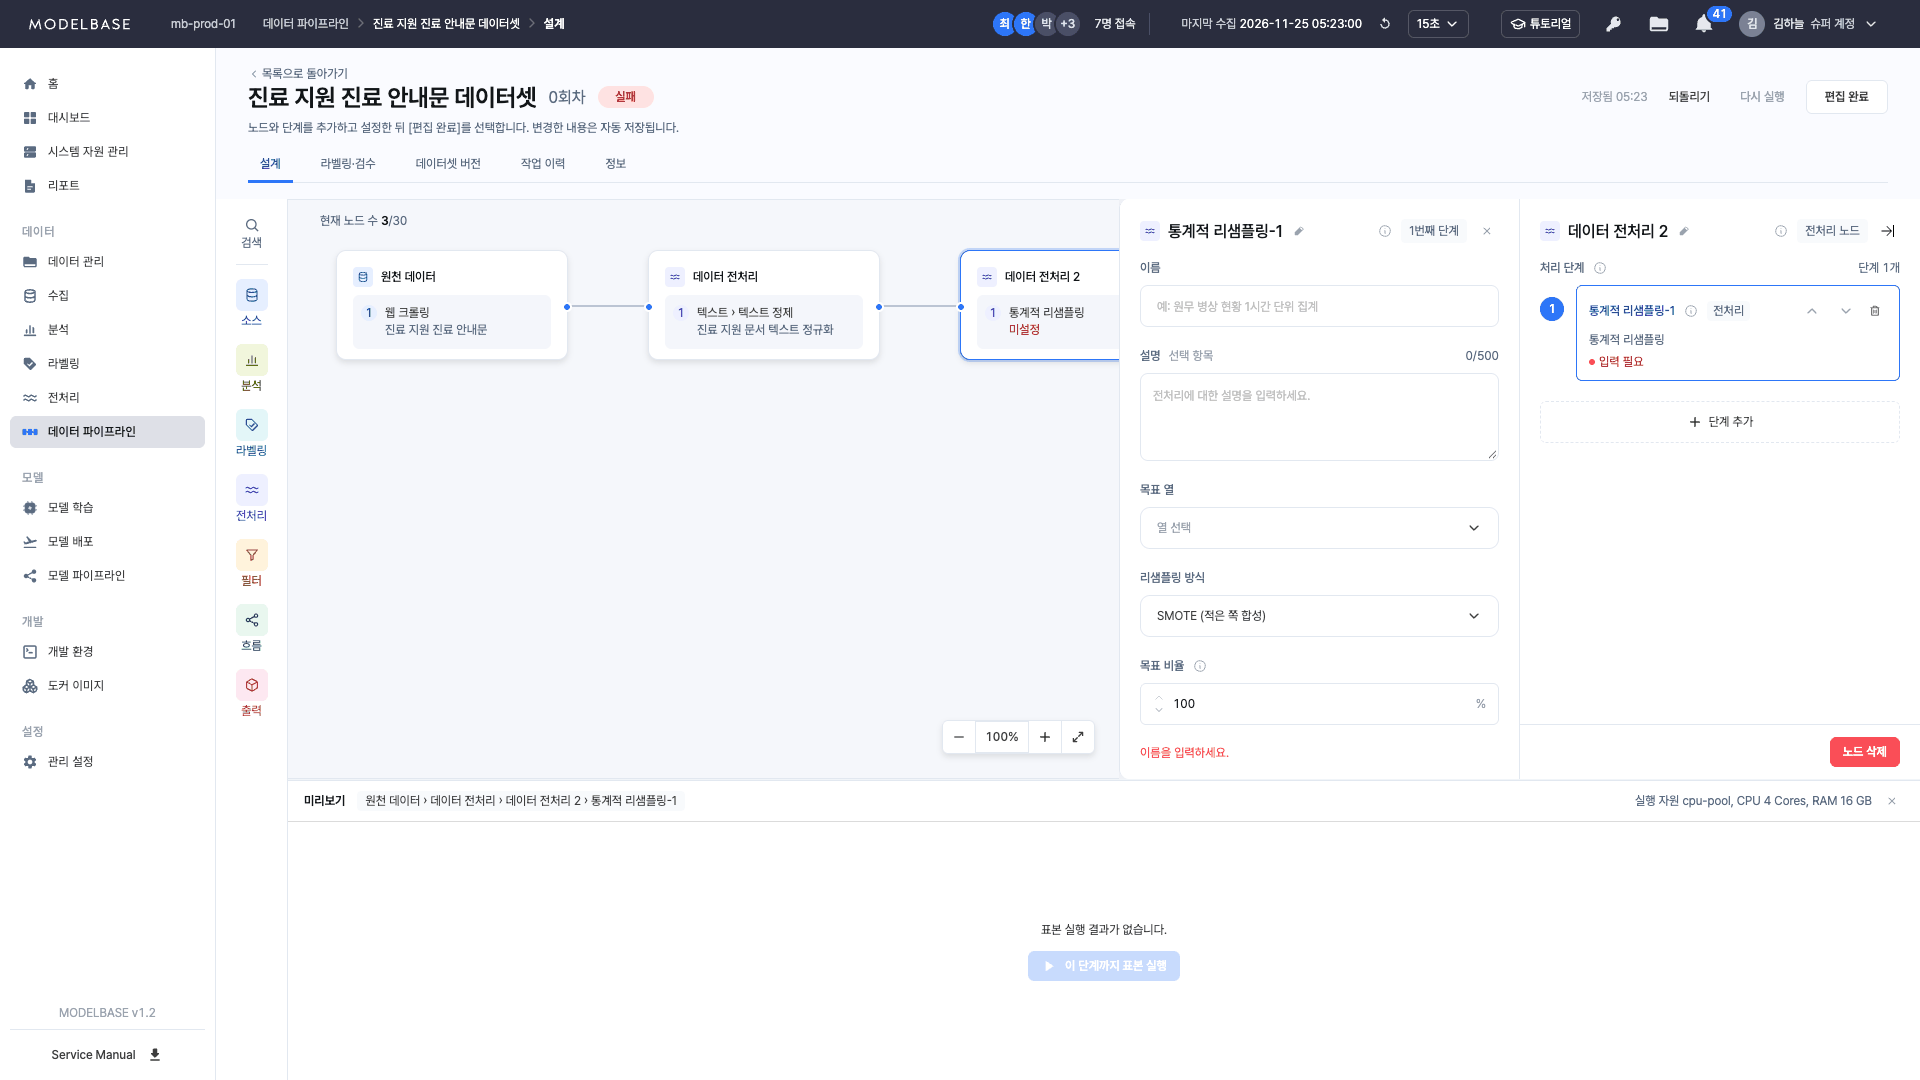 MODELBASE
mb-prod-01
데이터 파이프라인
진료 지원 진료 안내문 데이터셋
설계
최
한
박
+3
7명 접속
마지막 수집 2026-11-25 05:23:00
15초
튜토리얼
41
김
김하늘 슈퍼 계정
홈
대시보드
시스템 자원 관리
리포트
데이터
데이터 관리
수집
분석
라벨링
전처리
데이터 파이프라인
모델
모델 학습
모델 배포
모델 파이프라인
개발
개발 환경
도커 이미지
설정
관리 설정
MODELBASE v1.2
Service Manual
목록으로 돌아가기
진료 지원 진료 안내문 데이터셋 0회차 실패
노드와 단계를 추가하고 설정한 뒤 [편집 완료]를 선택합니다. 변경한 내용은 자동 저장됩니다.
저장됨 05:23
되돌리기
다시 실행
편집 완료
설계
라벨링·검수
데이터셋 버전
작업 이력
정보
검색
소스
분석
라벨링
전처리
필터
흐름
출력
현재 노드 수 3/30
원천 데이터
1 웹 크롤링
진료 지원 진료 안내문
데이터 전처리
1 텍스트 › 텍스트 정제
진료 지원 문서 텍스트 정규화
데이터 전처리 2
1 통계적 리샘플링
미설정
100%
통계적 리샘플링-1
1번째 단계
이름
예: 원무 병상 현황 1시간 단위 집계
설명 선택 항목
0/500
전처리에 대한 설명을 입력하세요.
목표 열
열 선택
리샘플링 방식
SMOTE (적은 쪽 합성)
목표 비율
100
%
이름을 입력하세요.
데이터 전처리 2
전처리 노드
처리 단계
단계 1개
1
통계적 리샘플링-1
전처리
통계적 리샘플링
입력 필요
단계 추가
노드 삭제
미리보기
원천 데이터 › 데이터 전처리 › 데이터 전처리 2 › 통계적 리샘플링-1
실행 자원 cpu-pool, CPU 4 Cores, RAM 16 GB
표본 실행 결과가 없습니다.
이 단계까지 표본 실행